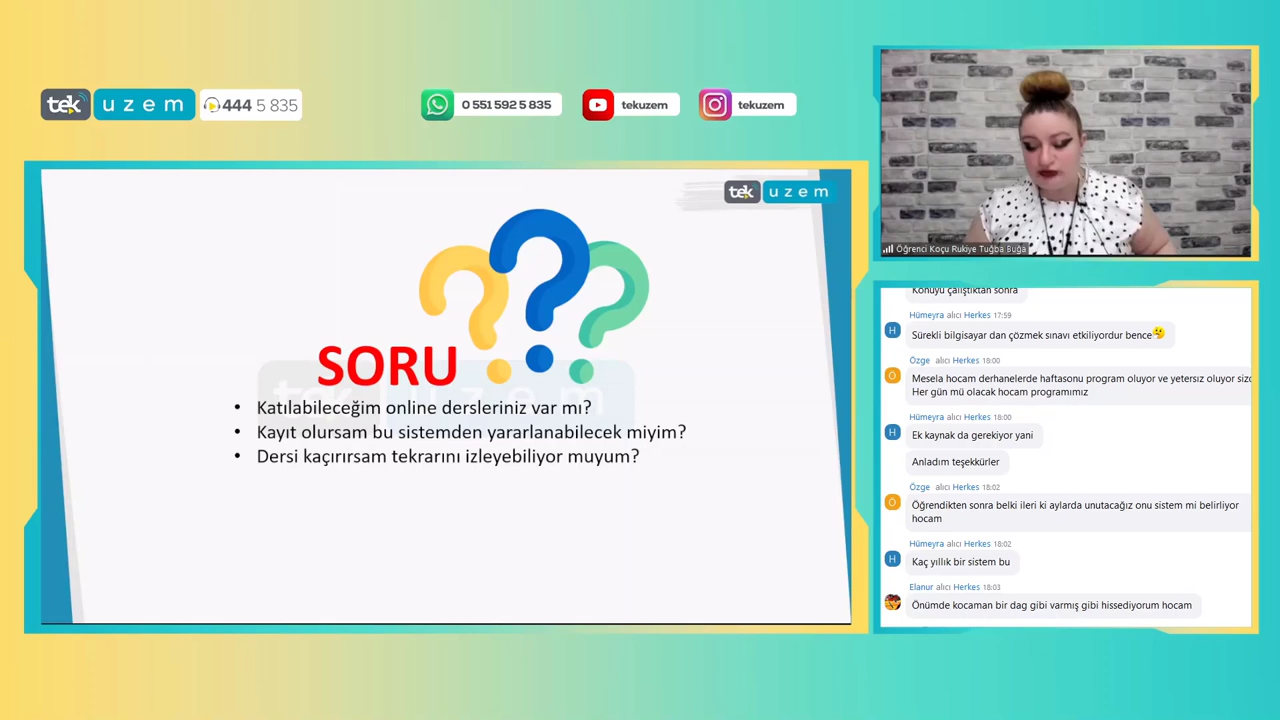 tek uzem 444 5 835
0 551 592 5 835
tekuzem
tekuzem
tek uzem
SORU
• Katılabileceğim online dersleriniz var mı?
• Kayıt olursam bu sistemden yararlanabilecek miyim?
• Dersi kaçırırsam tekrarını izleyebiliyor muyum?
Öğrenci Koçu Rukiye Tuğba Buğa
Konuyu çalıştıktan sonra
Hümeyra alıcı Herkes 17:59
H
Sürekli bilgisayar dan çözmek sınavı etkiliyordur bence
Özge alıcı Herkes 18:00
Ö
Mesela hocam derhanelerde haftasonu program oluyor ve yetersız oluyor
Her gün mü olacak hocam programımız
Hümeyra alıcı Herkes 18:00
H
Ek kaynak da gerekiyor yani
Anladım teşekkürler
Özge alıcı Herkes 18:02
Ö
Öğrendikten sonra belki ileri ki aylarda unutacağız onu sistem mi belirliyor
hocam
Hümeyra alıcı Herkes 18:02
H
Kaç yıllık bir sistem bu
Elanur alıcı Herkes 18:03
Önümde kocaman bir dag gibi varmış gibi hissediyorum hocam